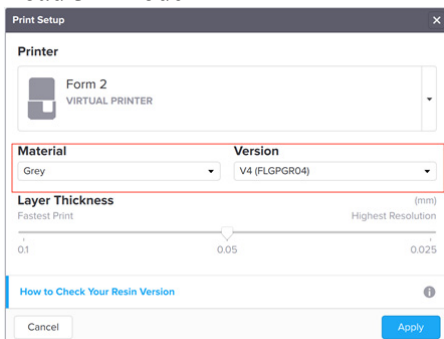 Print Setup ×
Printer
Form 2
VIRTUAL PRINTER
Material Version
Grey V4 (FLGPGR04)
Layer Thickness (mm)
Fastest Print Highest Resolution
0.1 0.05 0.025
How to Check Your Resin Version
Cancel Apply